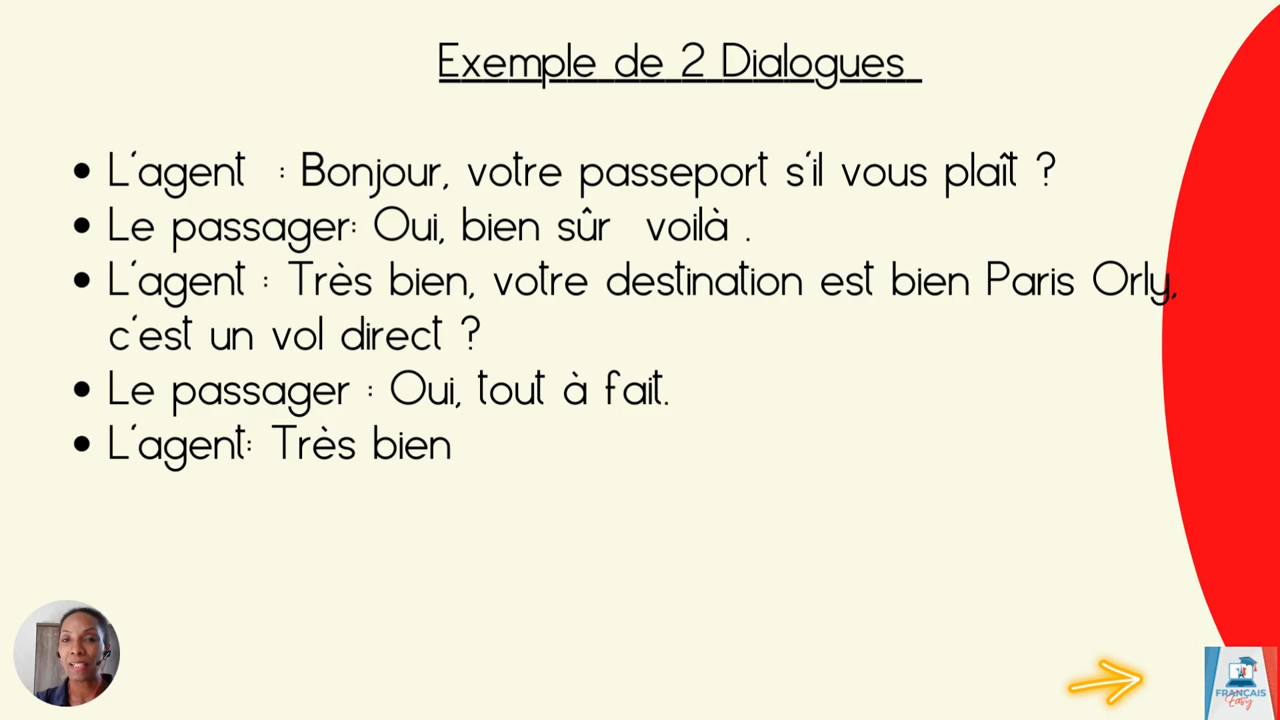 Exemple de 2 Dialogues
• L'agent : Bonjour, votre passeport s'il vous plaît ?
• Le passager: Oui, bien sûr voilà .
• L'agent : Très bien, votre destination est bien Paris Orly,
c'est un vol direct ?
• Le passager : Oui, tout à fait.
• L'agent: Très bien
FRANÇAIS
Easy